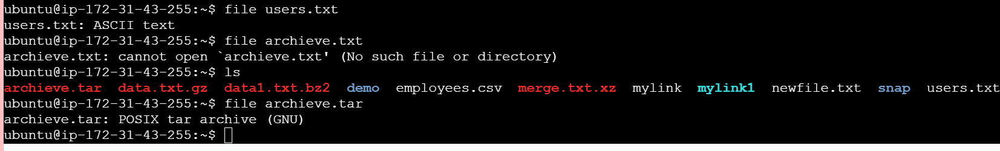 ubuntu@ip-172-31-43-255:~$ file users.txt
users.txt: ASCII text
ubuntu@ip-172-31-43-255:~$ file archieve.txt
archieve.txt: cannot open `archieve.txt' (No such file or directory)
ubuntu@ip-172-31-43-255:~$ ls
archieve.tar  data.txt.gz  data1.txt.bz2  demo  employees.csv  merge.txt.xz  mylink  mylink1  newfile.txt  snap  users.txt
ubuntu@ip-172-31-43-255:~$ file archieve.tar
archieve.tar: POSIX tar archive (GNU)
ubuntu@ip-172-31-43-255:~$